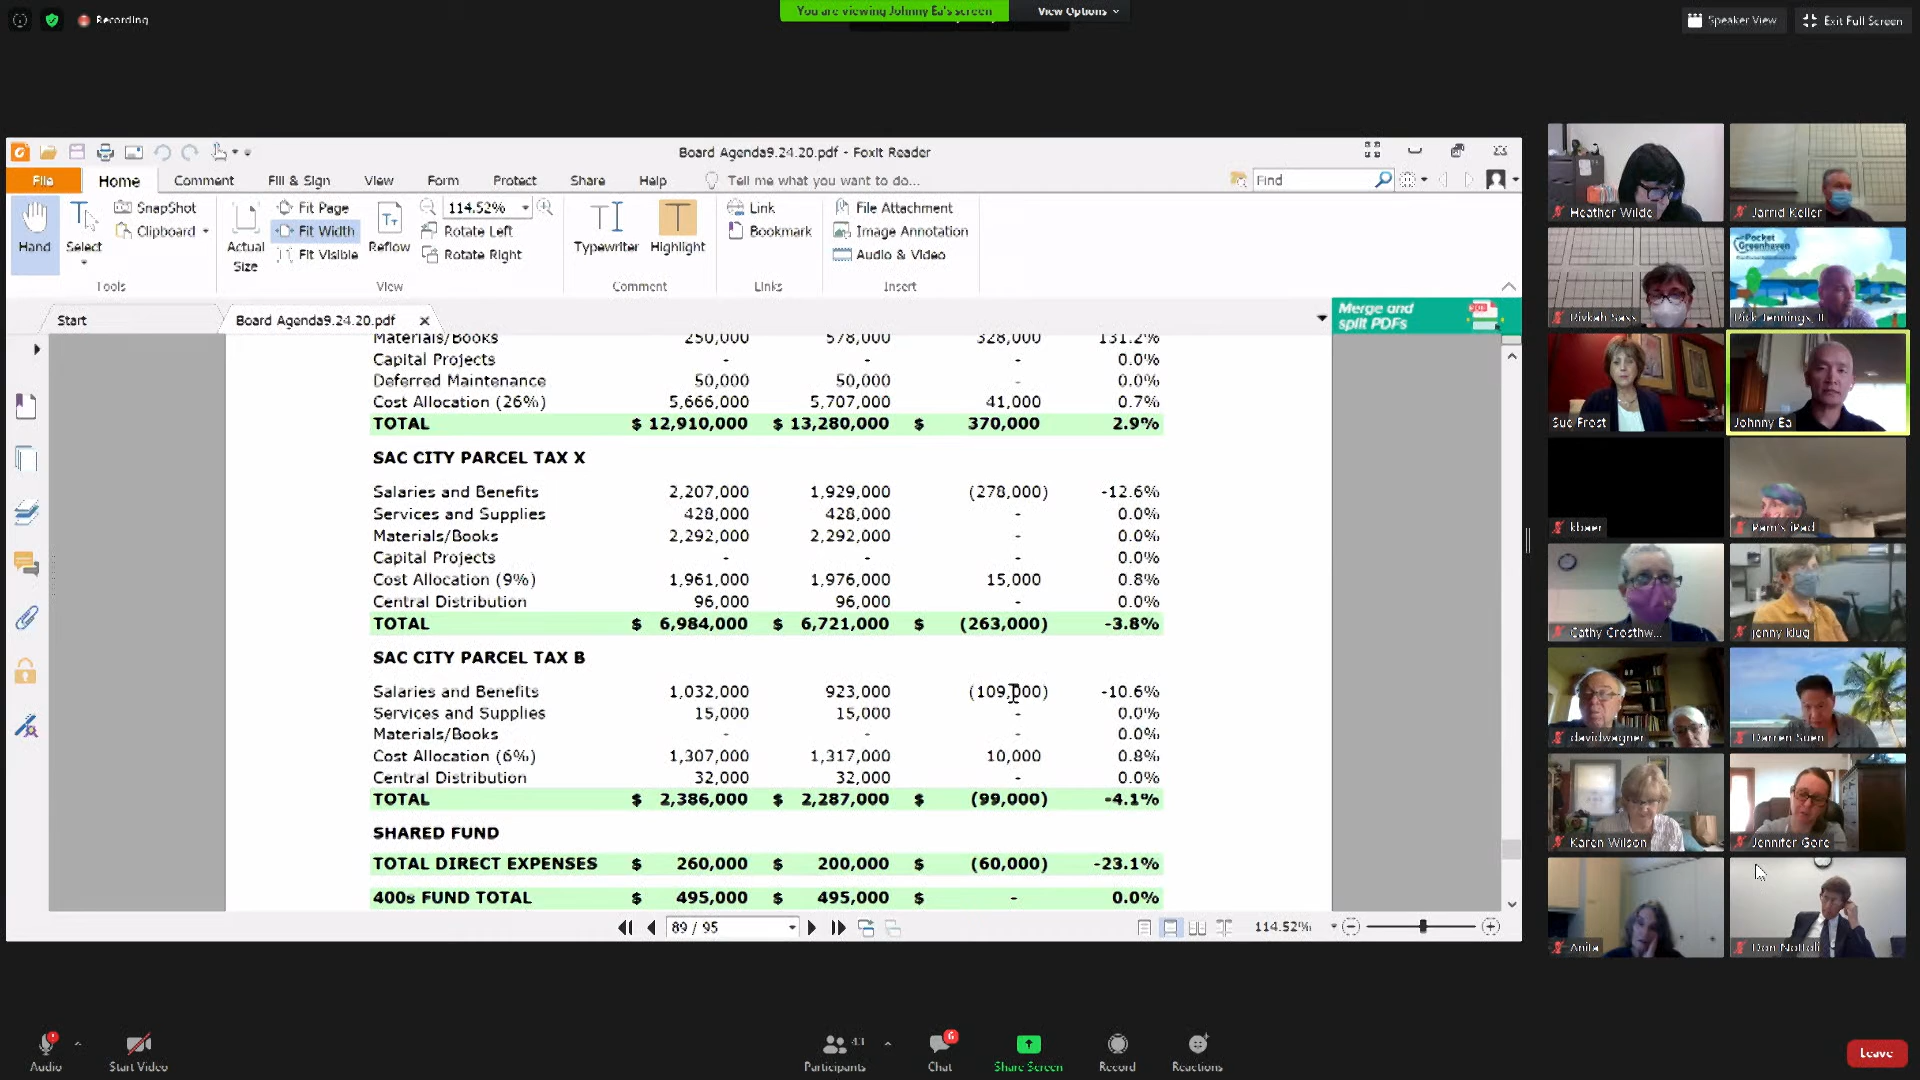 Recording
You are viewing Johnny Ea's screen
View Options
Speaker View
Exit Full Screen
Board Agenda9.24.20.pdf - Foxit Reader
File
Home
Comment
Fill & Sign
View
Form
Protect
Share
Help
Tell me what you want to do...
Find
Hand
Select
SnapShot
Clipboard
Tools
Actual
Size
Fit Page
Fit Width
Fit Visible
Reflow
114.52%
Rotate Left
Rotate Right
View
Typewriter
Highlight
Comment
Link
Bookmark
Links
File Attachment
Image Annotation
Audio & Video
Insert
Start
Board Agenda9.24.20.pdf
Merge and
split PDFs
Materials/Books 250,000 578,000 328,000 131.2%
Capital Projects - - - 0.0%
Deferred Maintenance 50,000 50,000 - 0.0%
Cost Allocation (26%) 5,666,000 5,707,000 41,000 0.7%
TOTAL $ 12,910,000 $ 13,280,000 $ 370,000 2.9%
SAC CITY PARCEL TAX X
Salaries and Benefits 2,207,000 1,929,000 (278,000) -12.6%
Services and Supplies 428,000 428,000 - 0.0%
Materials/Books 2,292,000 2,292,000 - 0.0%
Capital Projects - - - 0.0%
Cost Allocation (9%) 1,961,000 1,976,000 15,000 0.8%
Central Distribution 96,000 96,000 - 0.0%
TOTAL $ 6,984,000 $ 6,721,000 $ (263,000) -3.8%
SAC CITY PARCEL TAX B
Salaries and Benefits 1,032,000 923,000 (109,000) -10.6%
Services and Supplies 15,000 15,000 - 0.0%
Materials/Books - - - 0.0%
Cost Allocation (6%) 1,307,000 1,317,000 10,000 0.8%
Central Distribution 32,000 32,000 - 0.0%
TOTAL $ 2,386,000 $ 2,287,000 $ (99,000) -4.1%
SHARED FUND
TOTAL DIRECT EXPENSES $ 260,000 $ 200,000 $ (60,000) -23.1%
400s FUND TOTAL $ 495,000 $ 495,000 $ - 0.0%
89 / 95
114.52%
Heather Wilde
Jarrid Keller
Rivkah Sass
Pocket
Greenhaven
Rick Jennings, II
Sue Frost
Johnny Ea
kbaer
Pam's iPad
Cathy Crosthw...
jenny klug
davidwagner
Darren Suen
Karen Wilson
Jennifer Gore
Anita
Don Nottoli
Audio
Start Video
Participants
43
Chat
6
Share Screen
Record
Reactions
Leave